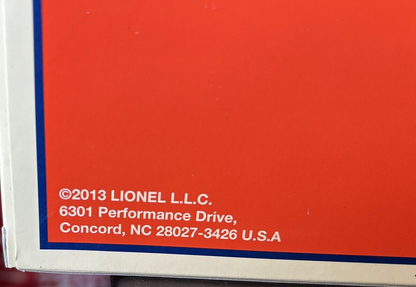 ©2013 LIONEL L.L.C.
6301 Performance Drive,
Concord, NC 28027-3426 U.S.A